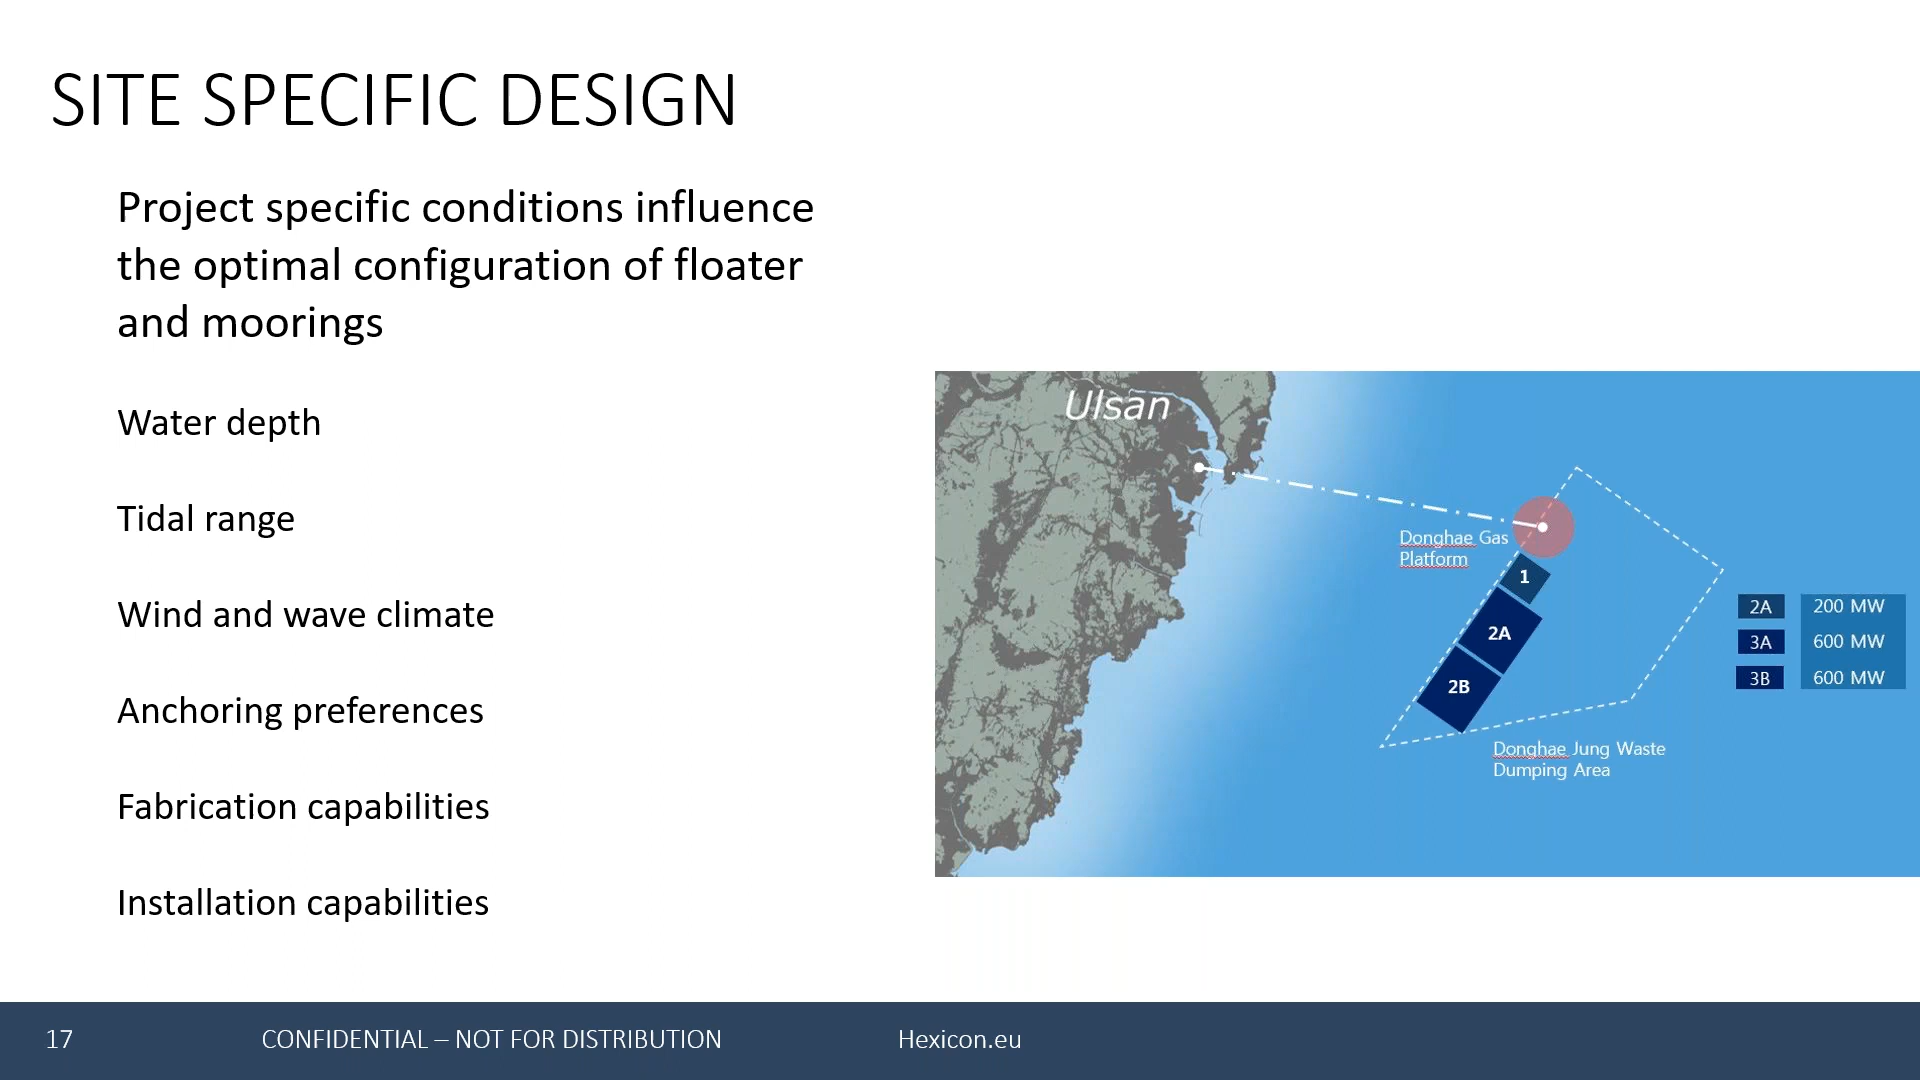 SITE SPECIFIC DESIGN
Project specific conditions influence
the optimal configuration of floater
and moorings
Water depth
Tidal range
Wind and wave climate
Anchoring preferences
Fabrication capabilities
Installation capabilities
Ulsan
Donghae Gas
Platform
1
2A
2B
Donghae Jung Waste
Dumping Area
2A 200 MW
3A 600 MW
3B 600 MW
17 CONFIDENTIAL – NOT FOR DISTRIBUTION Hexicon.eu